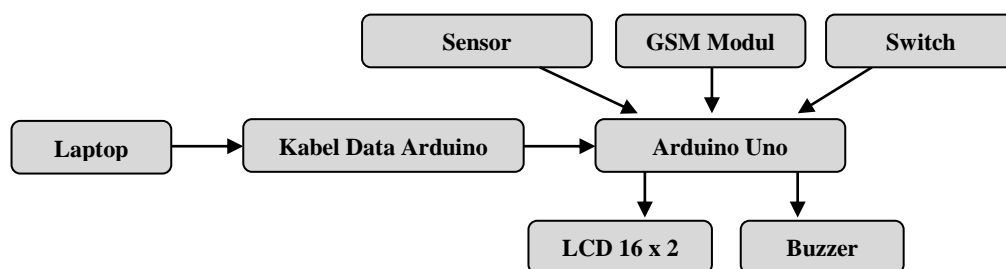 Sensor
GSM Modul
Switch
Laptop
Kabel Data Arduino
Arduino Uno
LCD 16 x 2
Buzzer